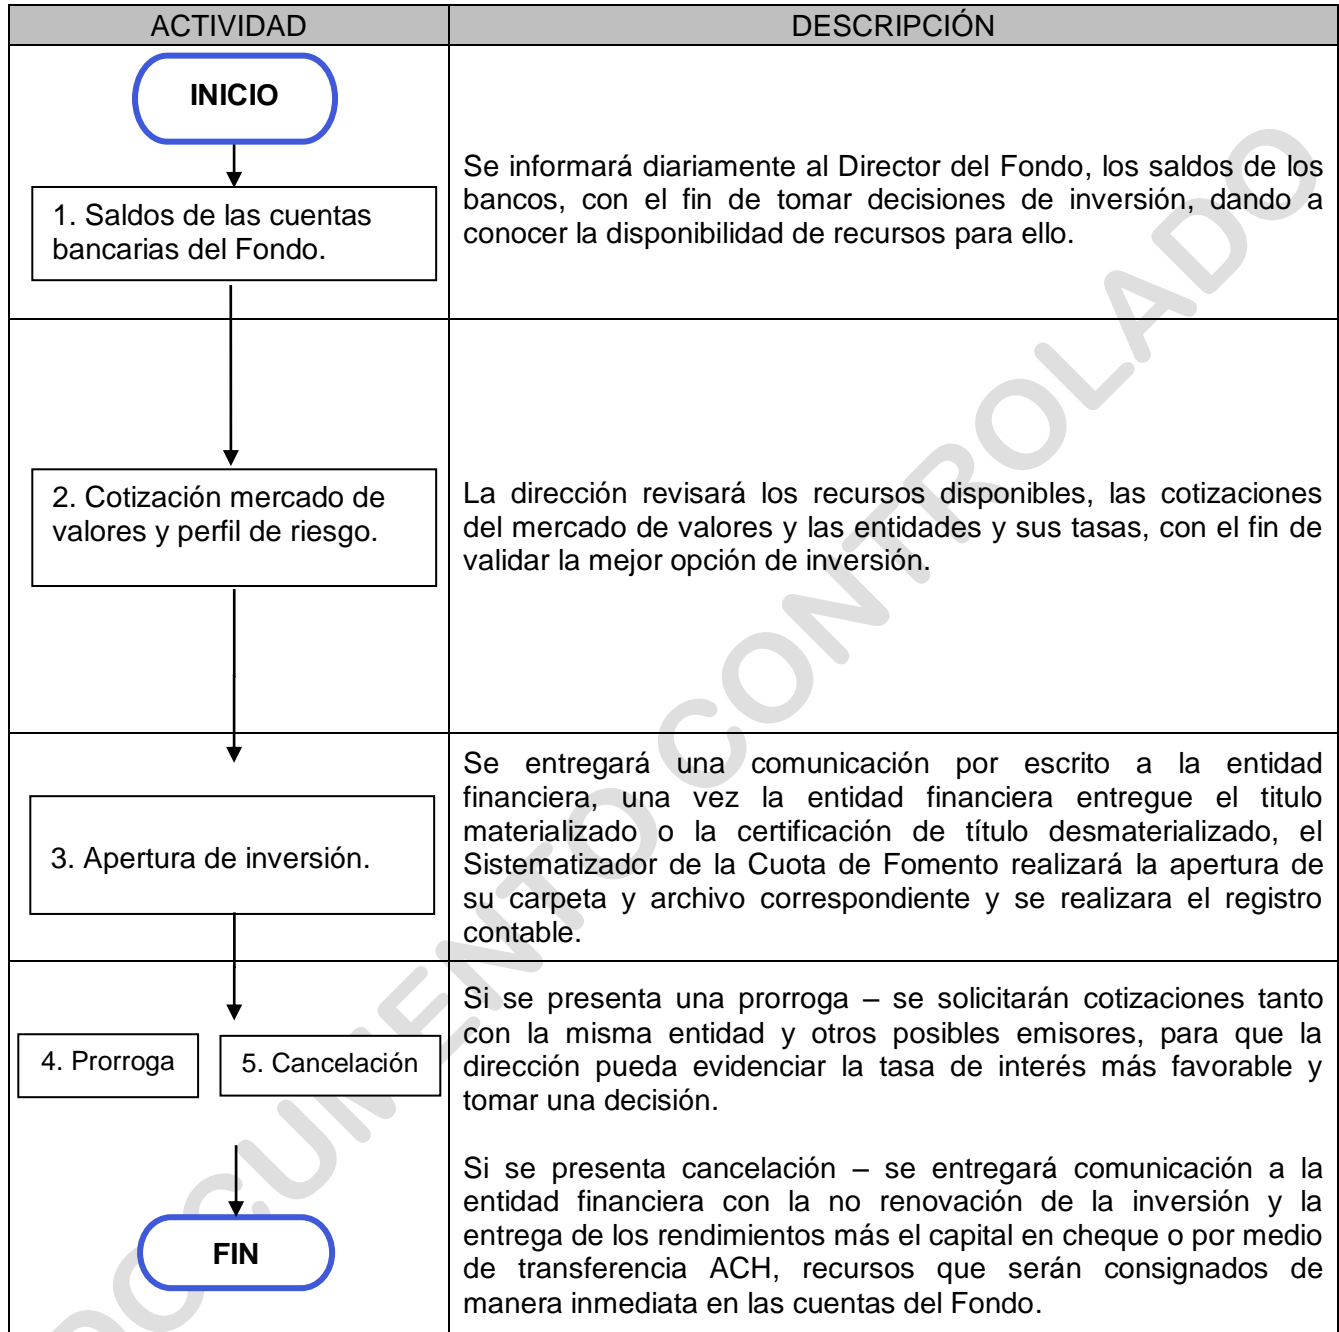 ACTIVIDAD
DESCRIPCIÓN
INICIO
1. Saldos de las cuentas
bancarias del Fondo.
Se informará diariamente al Director del Fondo, los saldos de los
bancos, con el fin de tomar decisiones de inversión, dando a
conocer la disponibilidad de recursos para ello.
2. Cotización mercado de
valores y perfil de riesgo.
La dirección revisará los recursos disponibles, las cotizaciones
del mercado de valores y las entidades y sus tasas, con el fin de
validar la mejor opción de inversión.
3. Apertura de inversión.
Se entregará una comunicación por escrito a la entidad
financiera, una vez la entidad financiera entregue el titulo
materializado o la certificación de título desmaterializado, el
Sistematizador de la Cuota de Fomento realizará la apertura de
su carpeta y archivo correspondiente y se realizara el registro
contable.
4. Prorroga
5. Cancelación
FIN
Si se presenta una prorroga – se solicitarán cotizaciones tanto
con la misma entidad y otros posibles emisores, para que la
dirección pueda evidenciar la tasa de interés más favorable y
tomar una decisión.
Si se presenta cancelación – se entregará comunicación a la
entidad financiera con la no renovación de la inversión y la
entrega de los rendimientos más el capital en cheque o por medio
de transferencia ACH, recursos que serán consignados de
manera inmediata en las cuentas del Fondo.
DOCUMENTO CONTROLADO